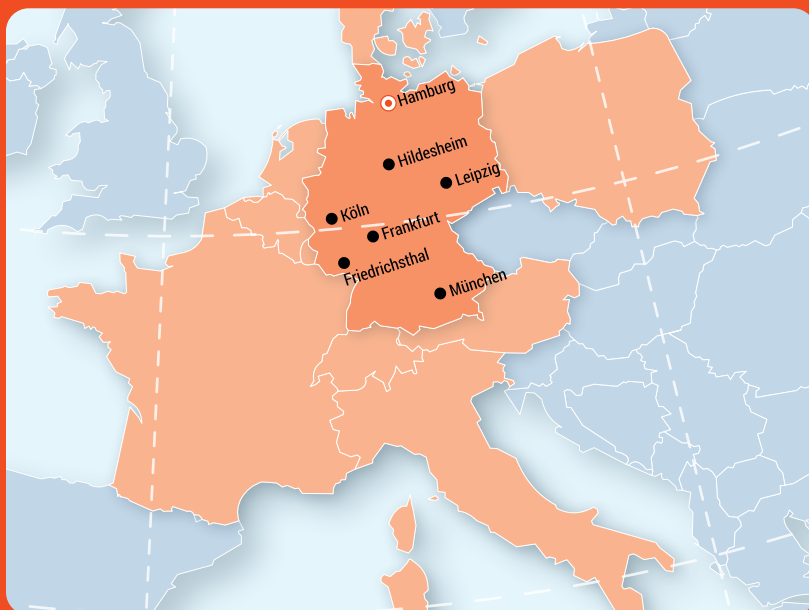 Hamburg
Hildesheim
Leipzig
Köln
Frankfurt
Friedrichsthal
München